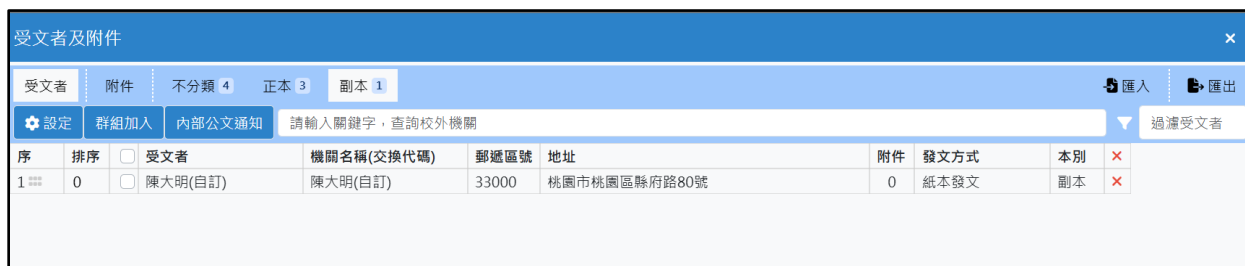 受文者及附件 ×
受文者 附件 不分類 4 正本 3 副本 1 匯入 匯出
設定 群組加入 內部公文通知 請輸入關鍵字，查詢校外機關 過濾受文者
序 排序 受文者 機關名稱(交換代碼) 郵遞區號 地址 附件 發文方式 本別 ×
1 0 陳大明(自訂) 陳大明(自訂) 33000 桃園市桃園區縣府路80號 0 紙本發文 副本 ×